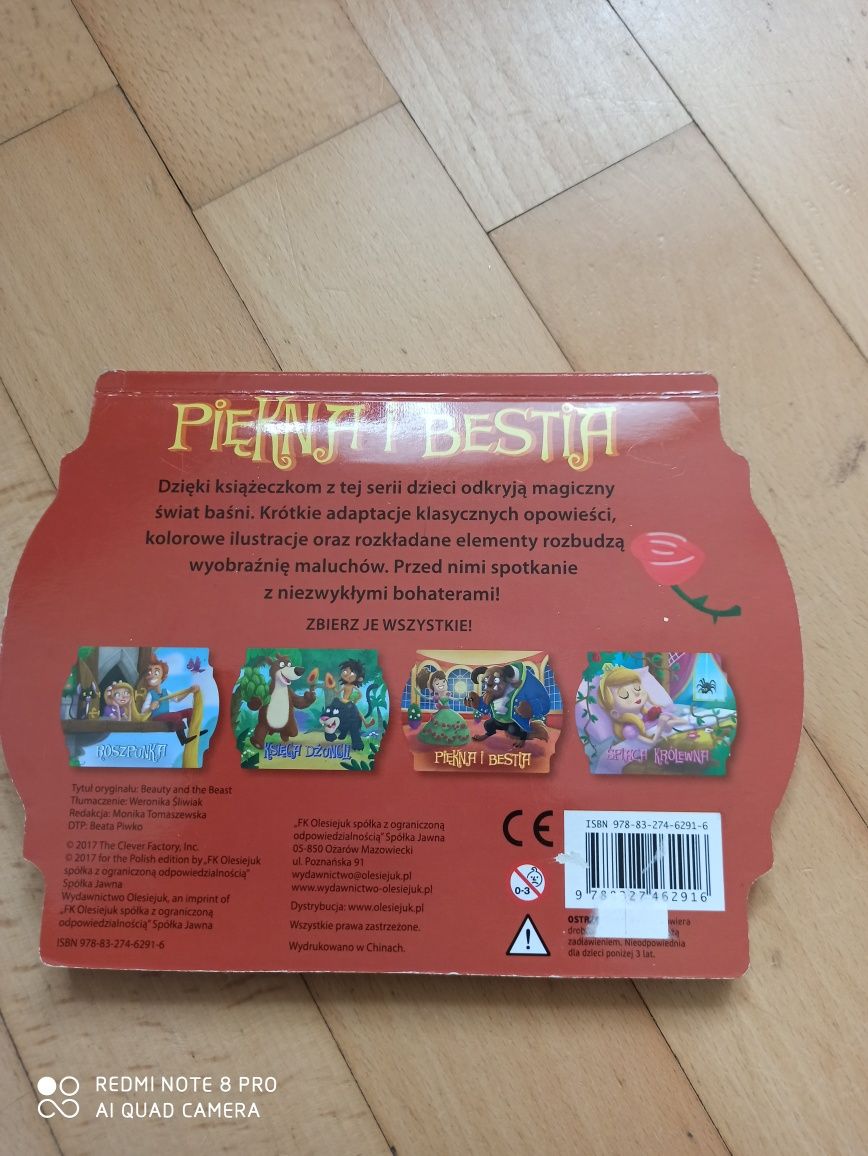 PIĘKNA I BESTIA
Dzięki książeczkom z tej serii dzieci odkryją magiczny
świat baśni. Krótkie adaptacje klasycznych opowieści,
kolorowe ilustracje oraz rozkładane elementy rozbudzą
wyobraźnię maluchów. Przed nimi spotkanie
z niezwykłymi bohaterami!
ZBIERZ JE WSZYSTKIE!
ROSZPUNKA
KSIĘGA DŻUNGLI
PIĘKNA I BESTIA
ŚPIĄCA KRÓLEWNA
Tytuł oryginału: Beauty and the Beast
Tłumaczenie: Weronika Śliwiak
Redakcja: Monika Tomaszewska
DTP: Beata Piwko
© 2017 The Clever Factory, Inc.
© 2017 for the Polish edition by „FK Olesiejuk
spółka z ograniczoną odpowiedzialnością”
Spółka Jawna
Wydawnictwo Olesiejuk, an imprint of
„FK Olesiejuk spółka z ograniczoną
odpowiedzialnością” Spółka Jawna
ISBN 978-83-274-6291-6
„FK Olesiejuk spółka z ograniczoną
odpowiedzialnością” Spółka Jawna
05-850 Ożarów Mazowiecki
ul. Poznańska 91
wydawnictwo@olesiejuk.pl
www.wydawnictwo-olesiejuk.pl
Dystrybucja: www.olesiejuk.pl
Wszystkie prawa zastrzeżone.
Wydrukowano w Chinach.
CE
0-3
ISBN 978-83-274-6291-6
9 788327 462916
zadławieniem. Nieodpowiednia
dla dzieci poniżej 3 lat.
REDMI NOTE 8 PRO
AI QUAD CAMERA